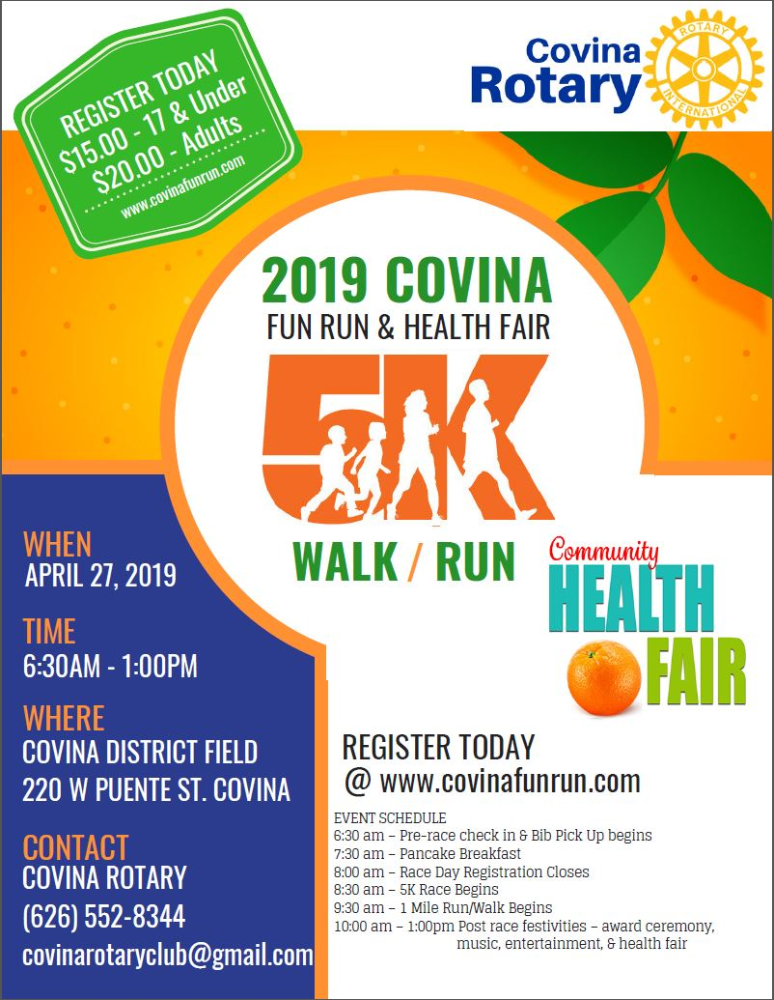 REGISTER TODAY
$15.00 - 17 & Under
$20.00 - Adults
www.covinafunrun.com
Covina
Rotary
ROTARY
INTERNATIONAL
2019 COVINA
FUN RUN & HEALTH FAIR
5K
WALK / RUN
Community
HEALTH
FAIR
WHEN
APRIL 27, 2019
TIME
6:30AM - 1:00PM
WHERE
COVINA DISTRICT FIELD
220 W PUENTE ST. COVINA
CONTACT
COVINA ROTARY
(626) 552-8344
covinarotaryclub@gmail.com
REGISTER TODAY
@ www.covinafunrun.com
EVENT SCHEDULE
6:30 am – Pre-race check in & Bib Pick Up begins
7:30 am – Pancake Breakfast
8:00 am – Race Day Registration Closes
8:30 am – 5K Race Begins
9:30 am – 1 Mile Run/Walk Begins
10:00 am – 1:00pm Post race festivities – award ceremony,
music, entertainment, & health fair